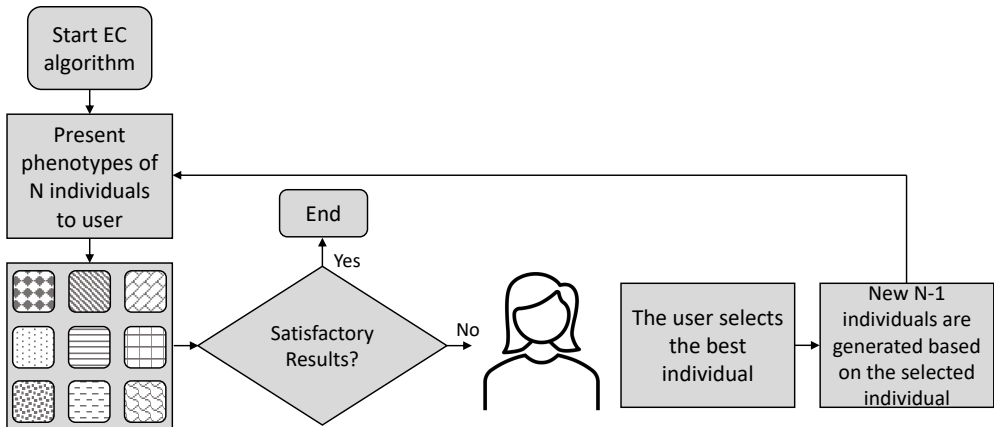 Start EC
algorithm
Present
phenotypes of
N individuals
to user
End
Yes
Satisfactory
Results?
No
The user selects
the best
individual
New N-1
individuals are
generated based
on the selected
individual